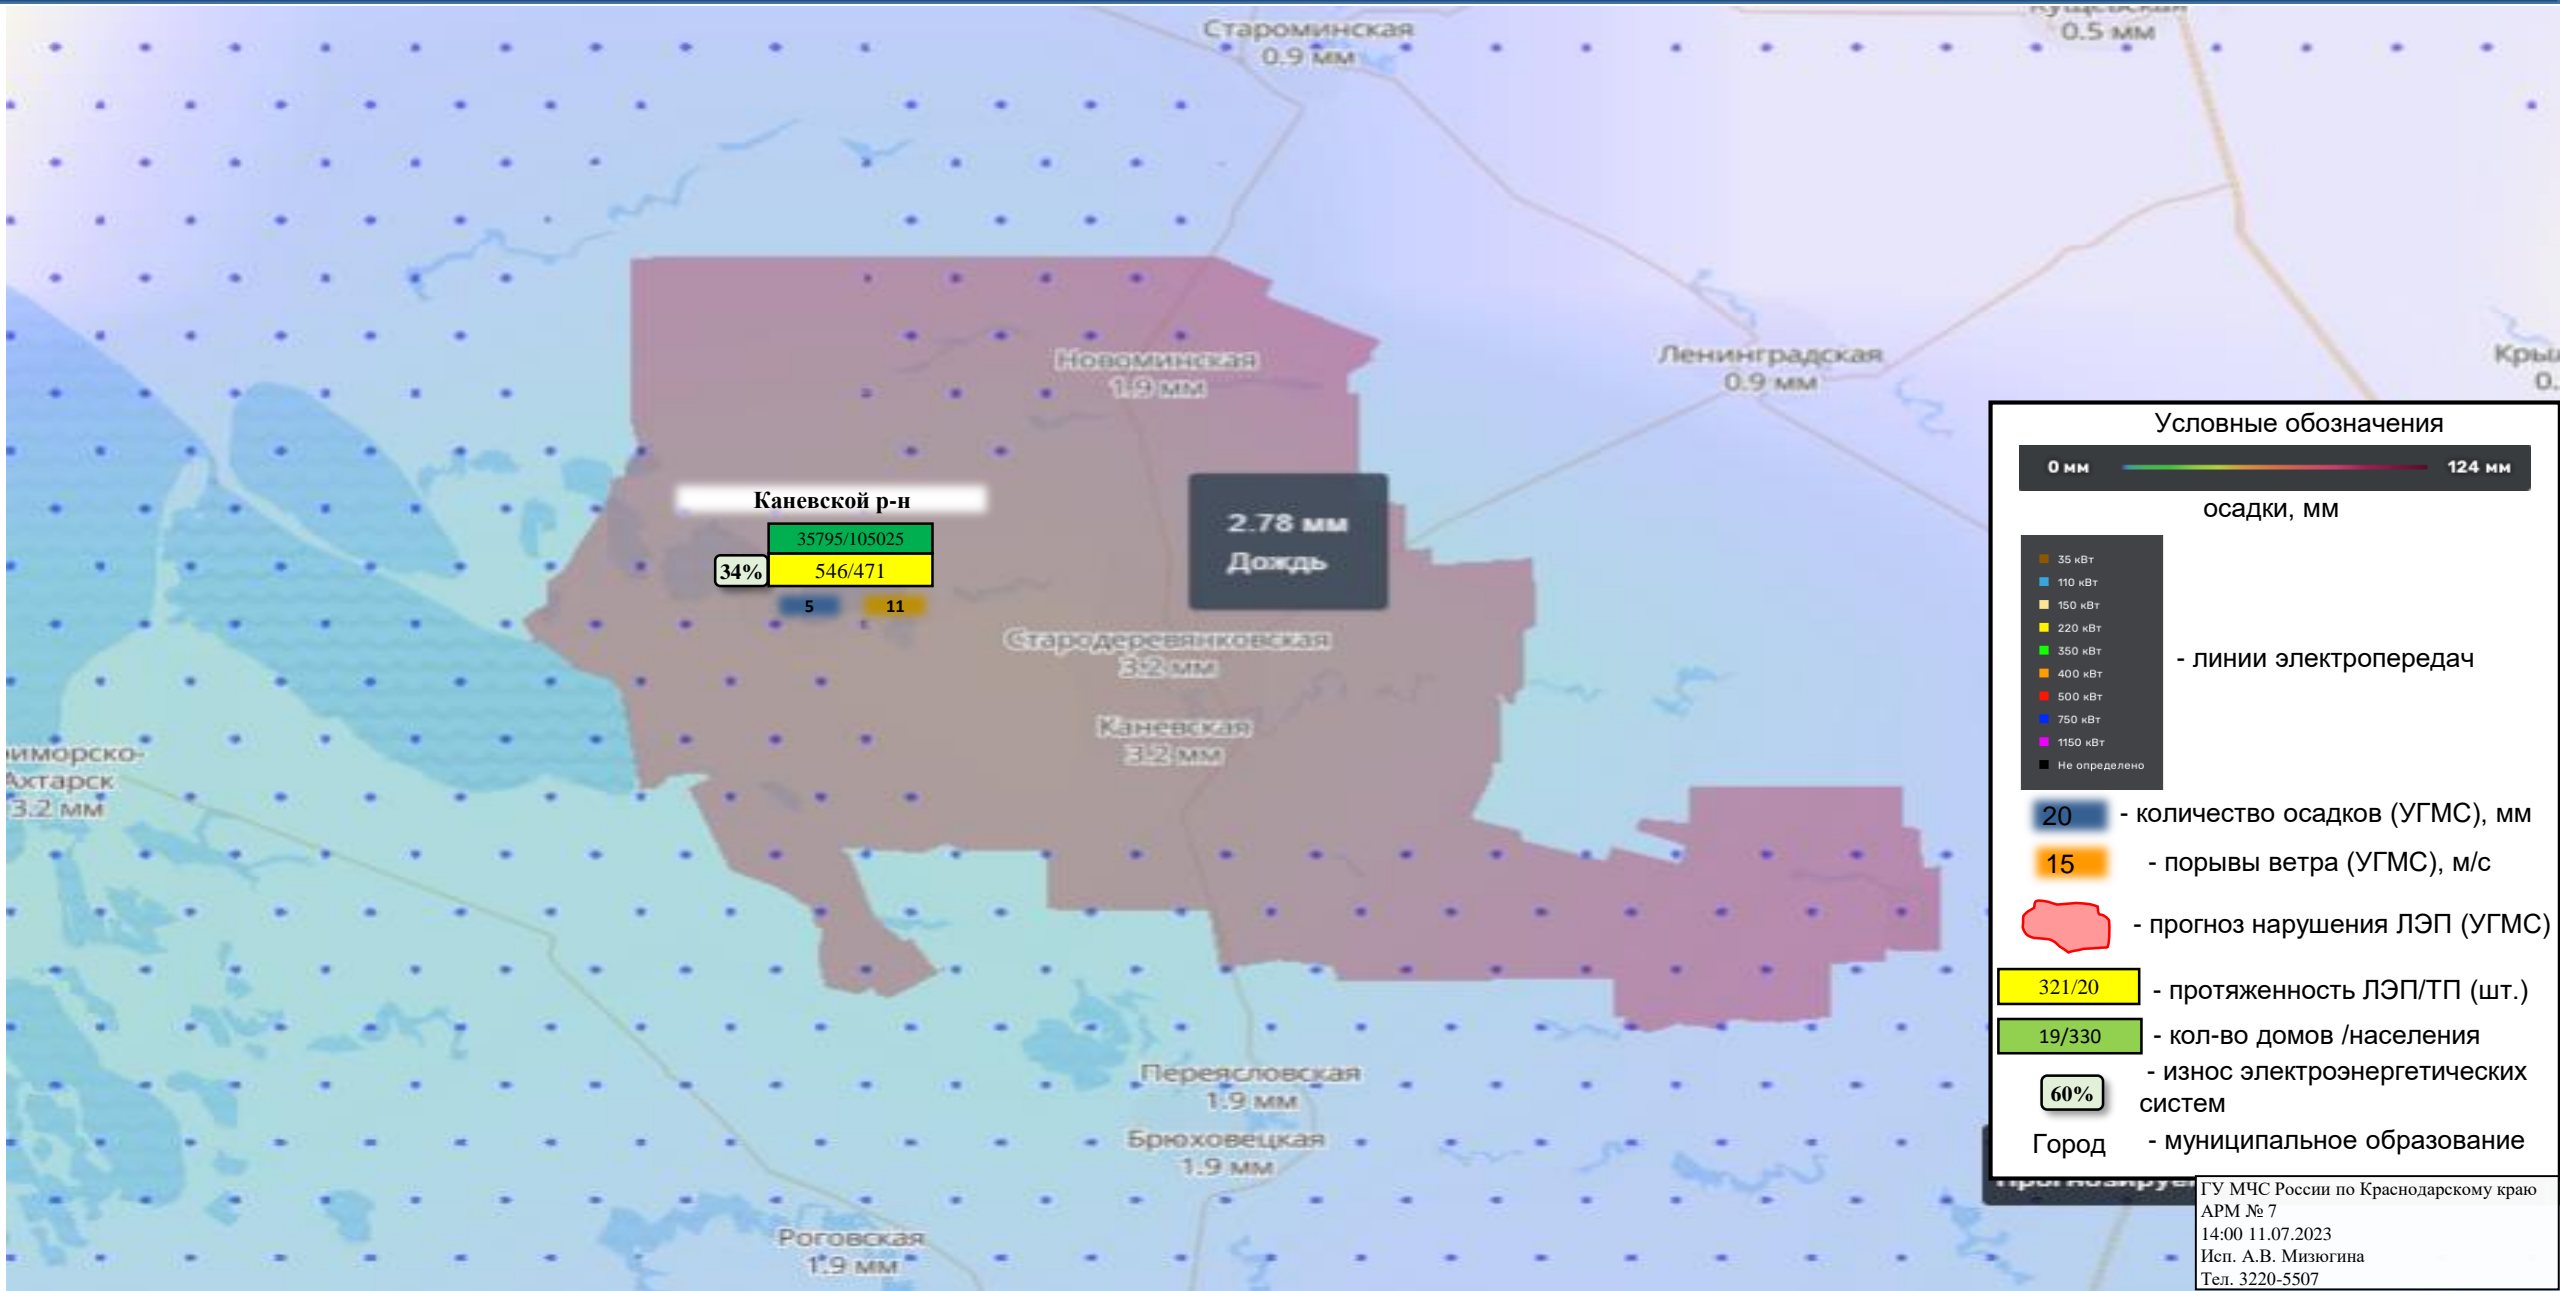 Староминская
0.9 мм
0.5 мм
Новоминская
1.9 мм
Ленинградская
0.9 мм
Каневской р-н
35795/105025
34%
546/471
5
11
2.78 мм
Дождь
Стародеревянковская
3.2 мм
Каневская
3.2 мм
Ахтарск
3.2 мм
Переясловская
1.9 мм
Брюховецкая
1.9 мм
Роговская
1.9 мм
Условные обозначения
0 мм
124 мм
осадки, мм
35 кВт
110 кВт
150 кВт
220 кВт
350 кВт
400 кВт
500 кВт
750 кВт
1150 кВт
Не определено
- линии электропередач
20 - количество осадков (УГМС), мм
15 - порывы ветра (УГМС), м/с
- прогноз нарушения ЛЭП (УГМС)
321/20 - протяженность ЛЭП/ТП (шт.)
19/330 - кол-во домов /населения
60% - износ электроэнергетических
систем
Город - муниципальное образование
ГУ МЧС России по Краснодарскому краю
АРМ № 7
14:00 11.07.2023
Исп. А.В. Мизюгина
Тел. 3220-5507